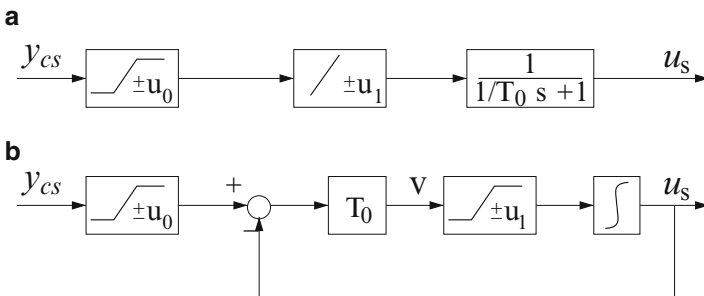 a
y_cs
±u_0
±u_1
1
1/T_0 s +1
u_s
b
y_cs
±u_0
+
−
T_0
v
±u_1
∫
u_s